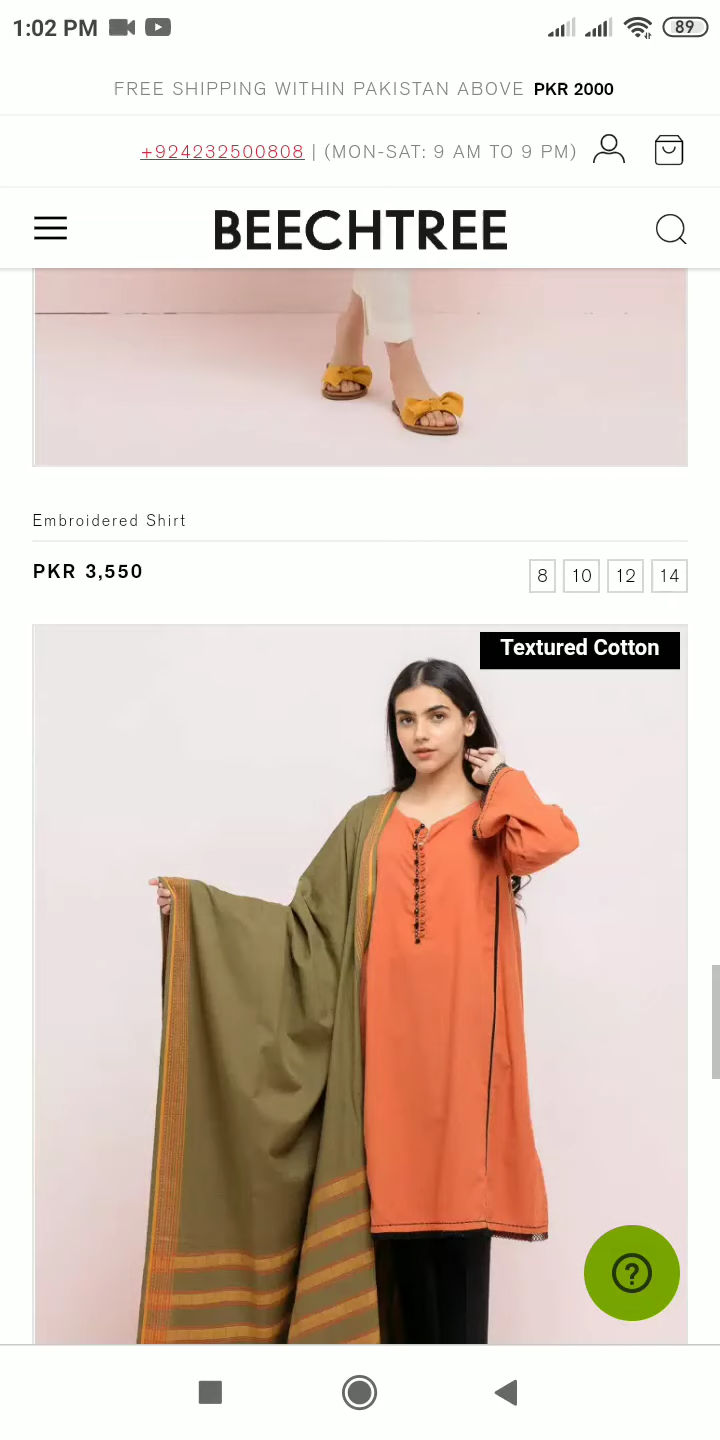 1:02 PM 89
FREE SHIPPING WITHIN PAKISTAN ABOVE PKR 2000
+924232500808 | (MON-SAT: 9 AM TO 9 PM)
BEECHTREE
Embroidered Shirt
PKR 3,550 8 10 12 14
Textured Cotton
?